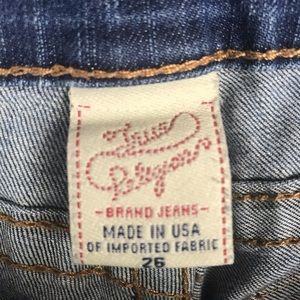 True
Religion
-BRAND JEANS-
MADE IN USA
OF IMPORTED FABRIC
26